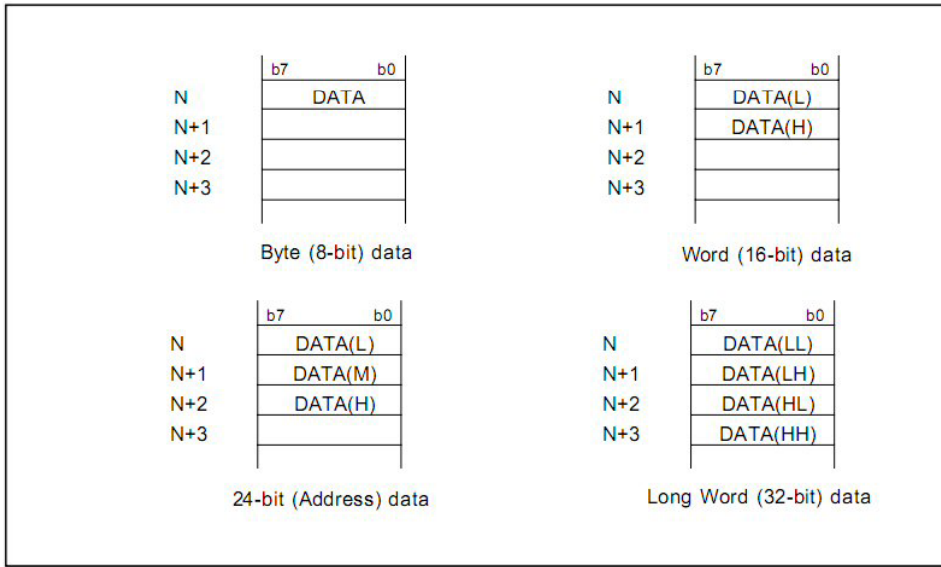 b7 b0
N DATA
N+1
N+2
N+3
Byte (8-bit) data
b7 b0
N DATA(L)
N+1 DATA(H)
N+2
N+3
Word (16-bit) data
b7 b0
N DATA(L)
N+1 DATA(M)
N+2 DATA(H)
N+3
24-bit (Address) data
b7 b0
N DATA(LL)
N+1 DATA(LH)
N+2 DATA(HL)
N+3 DATA(HH)
Long Word (32-bit) data